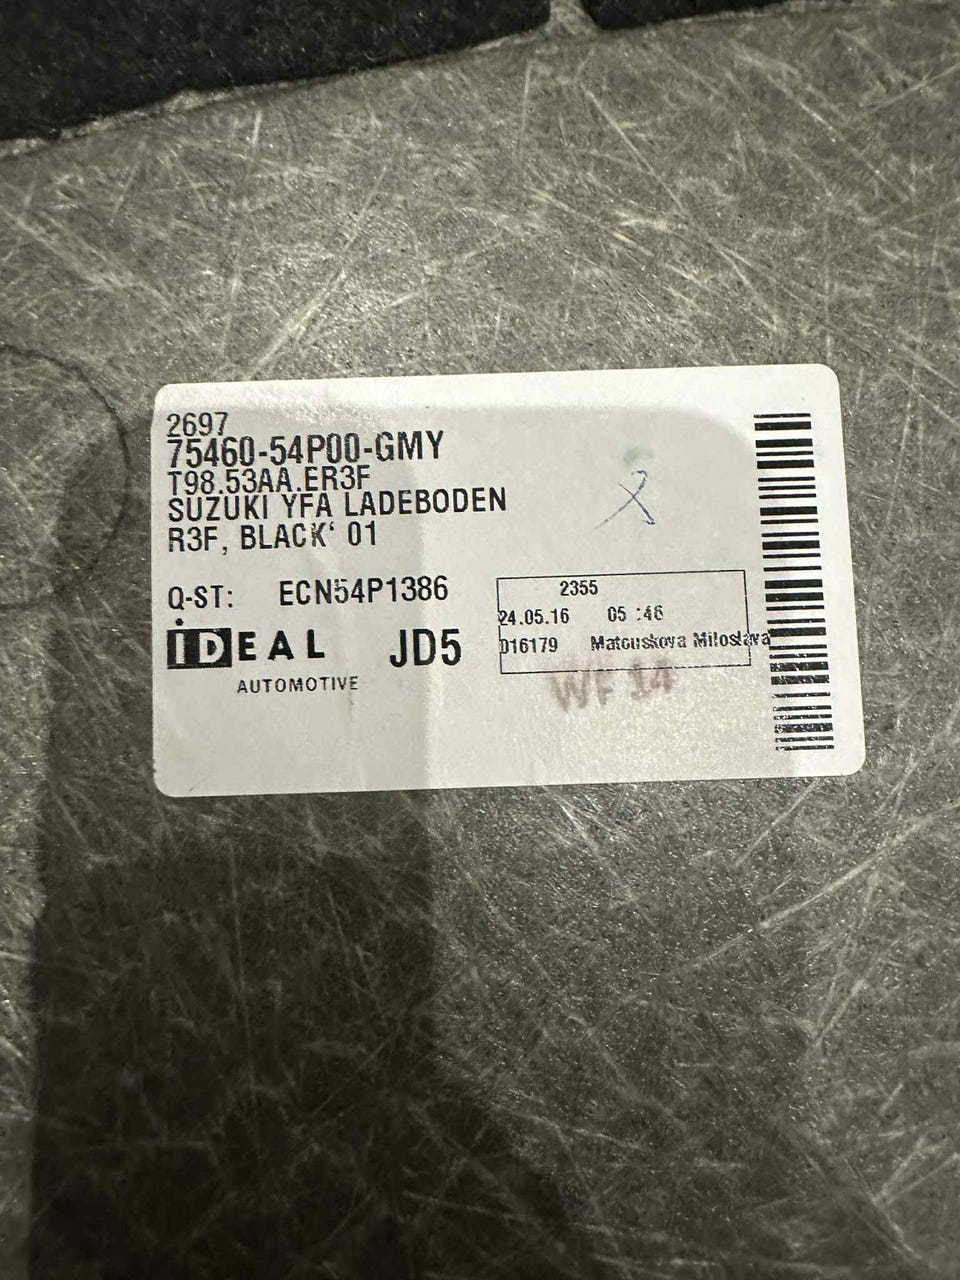 2697
75460-54P00-GMY
T98.53AA.ER3F
SUZUKI YFA LADEBODEN
R3F, BLACK' 01
X
Q-ST: ECN54P1386
iDEAL
AUTOMOTIVE
JD5
2355
24.05.16 05:46
D16179 Matouskova Miloslava
WF 14